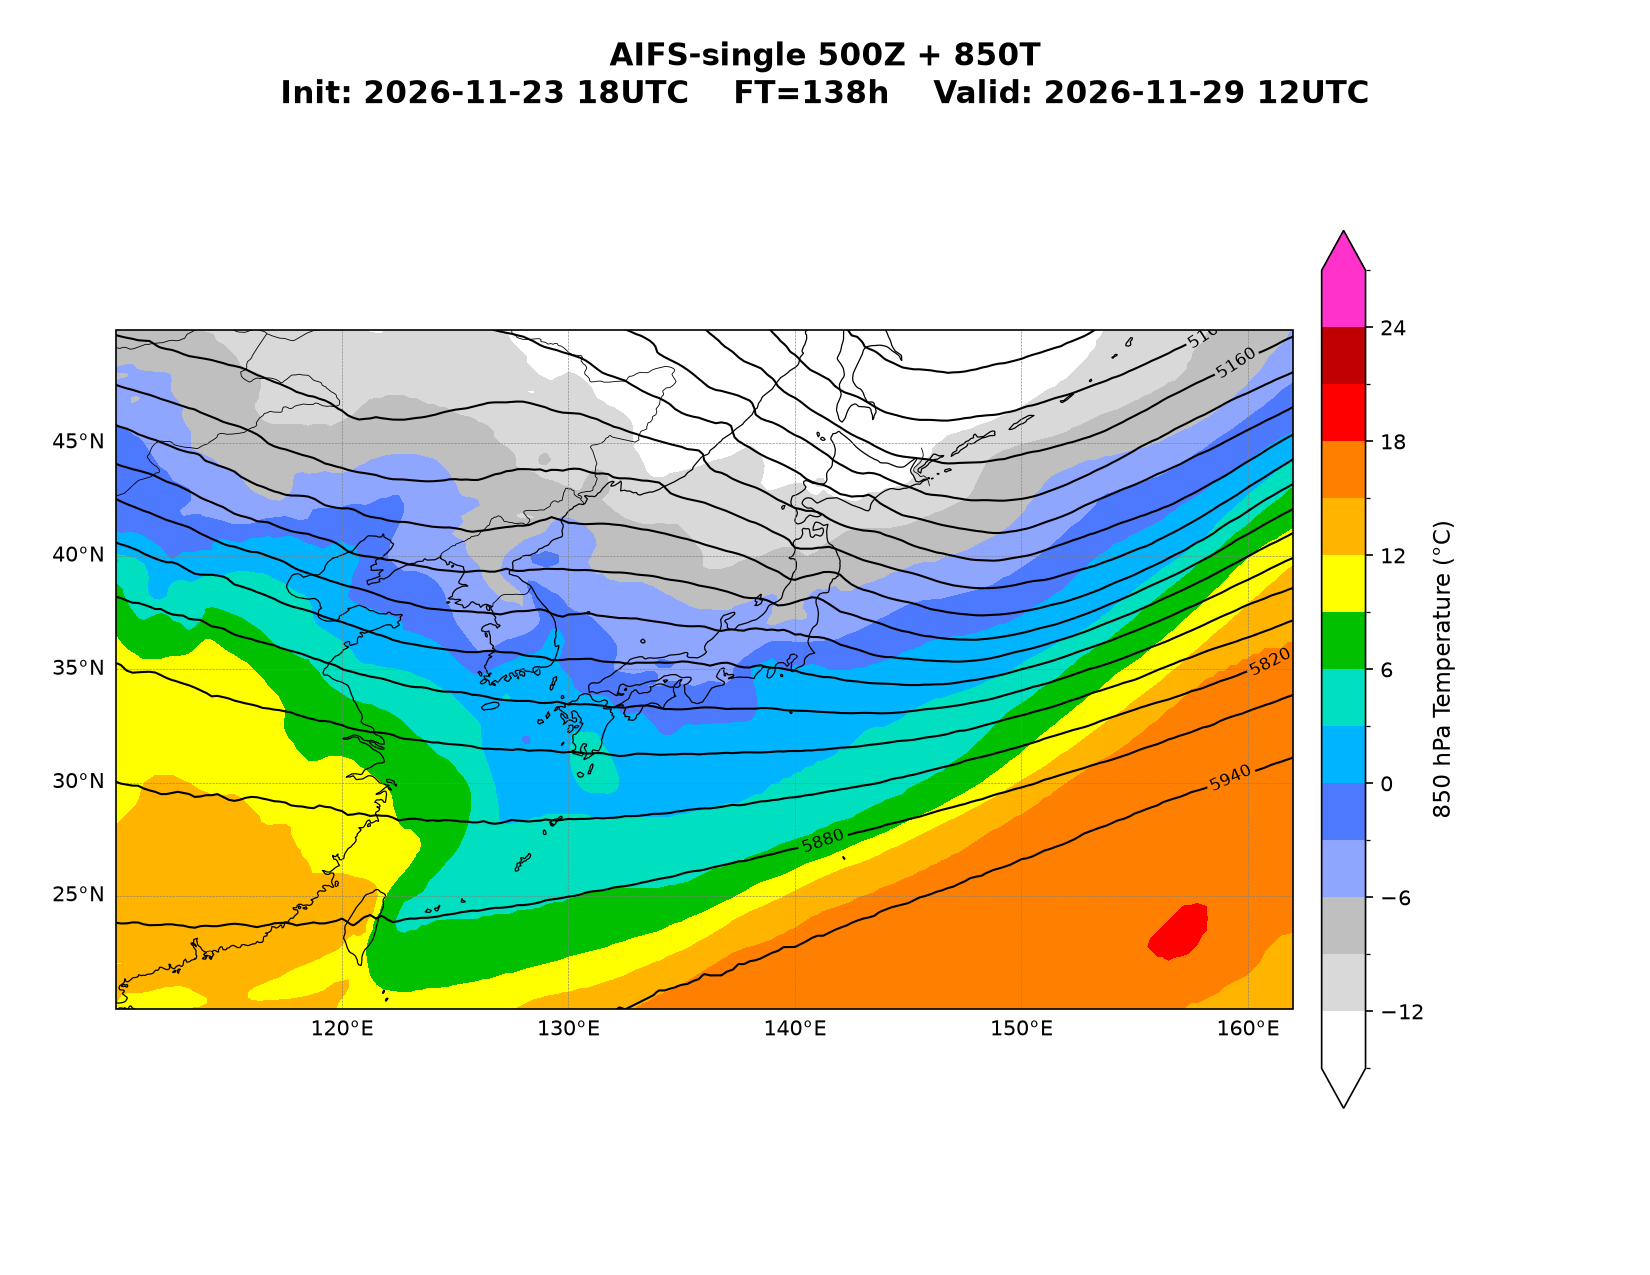 AIFS-single 500Z + 850T
Init: 2026-11-23 18UTC    FT=138h    Valid: 2026-11-29 12UTC
5160
5820
5940
5880
45°N
40°N
35°N
30°N
25°N
120°E
130°E
140°E
150°E
160°E
24
18
12
6
0
−6
−12
850 hPa Temperature (°C)